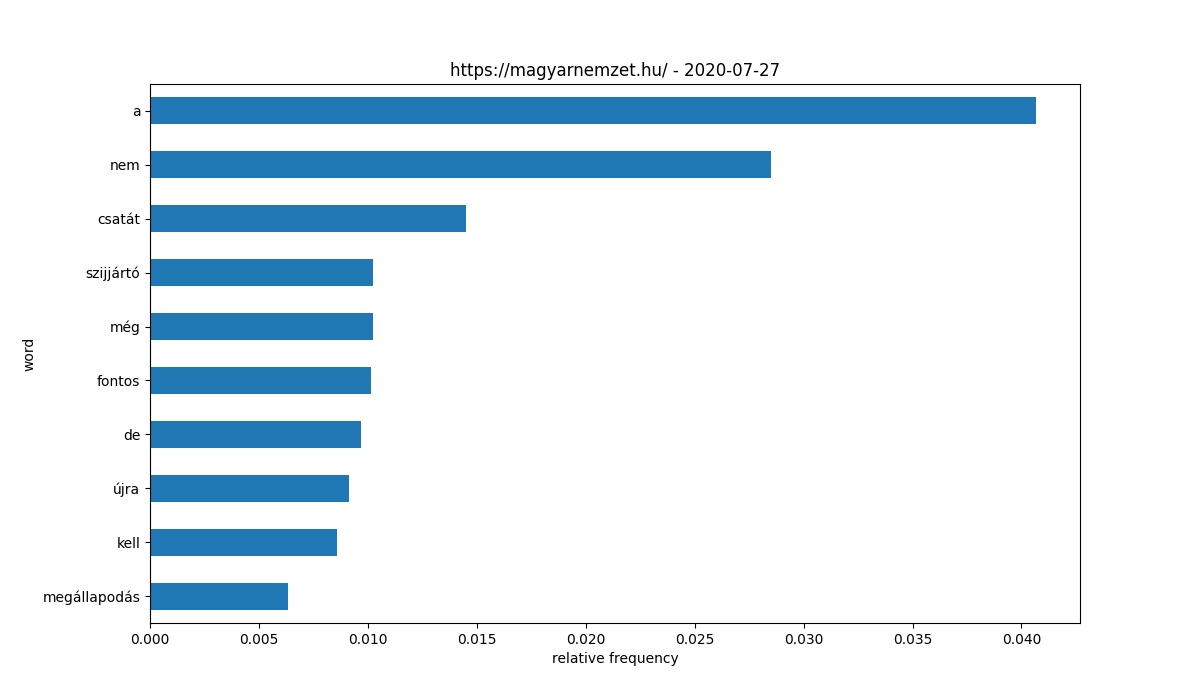 https://magyarnemzet.hu/ - 2020-07-27
a
nem
csatát
szijjártó
még
fontos
de
újra
kell
megállapodás
word
0.000 0.005 0.010 0.015 0.020 0.025 0.030 0.035 0.040
relative frequency